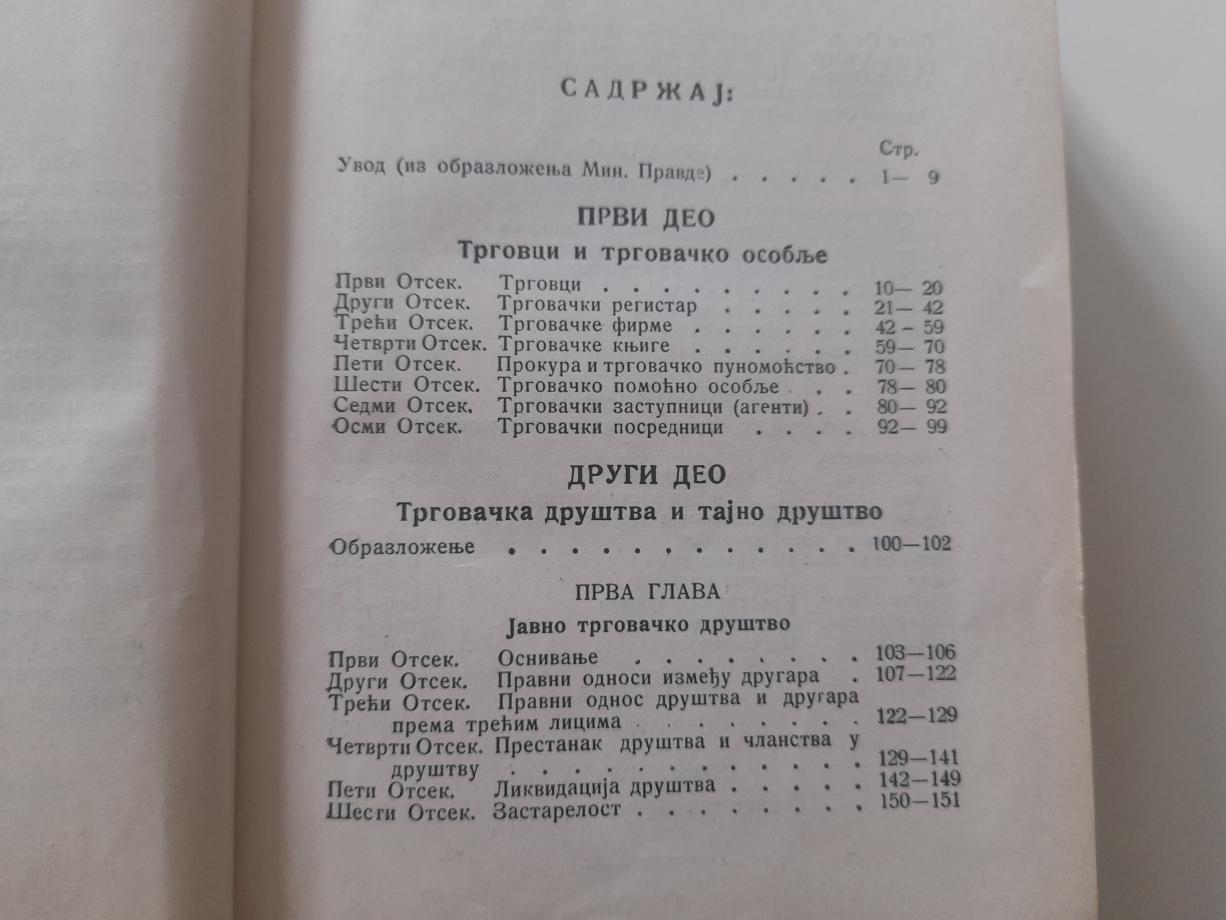 САДРЖАЈ:
Стр.
Увод (из образложења Мин. Правде) . . . . . 1— 9
ПРВИ ДЕО
Трговци и трговачко особље
Први Отсек. Трговци . . . . . . . . . 10— 20
Други Отсек. Трговачки регистар . . . . . 21— 42
Трећи Отсек. Трговачке фирме . . . . . . 42 – 59
Четврти Отсек. Трговачке књиге . . . . . . 59— 70
Пети Отсек. Прокура и трговачко пуномоћство . 70— 78
Шести Отсек. Трговачко помоћно особље . . . 78— 80
Седми Отсек. Трговачки заступници (агенти) . . 80— 92
Осми Отсек. Трговачки посредници . . . . 92— 99
ДРУГИ ДЕО
Трговачка друштва и тајно друштво
Образложење . . . . . . . . . . . . 100—102
ПРВА ГЛАВА
Јавно трговачко друштво
Први Отсек. Оснивање . . . . . . . . 103—106
Други Отсек. Правни односи између другара . 107—122
Трећи Отсек. Правни однос друштва и другара
према трећим лицима . . . . . . . . 122—129
Четврти Отсек. Престанак друштва и чланства у
друштву . . . . . . . . . . . . 129—141
Пети Отсек. Ликвидација друштва . . . . . 142—149
Шести Отсек. Застарелост . . . . . . . . 150—151